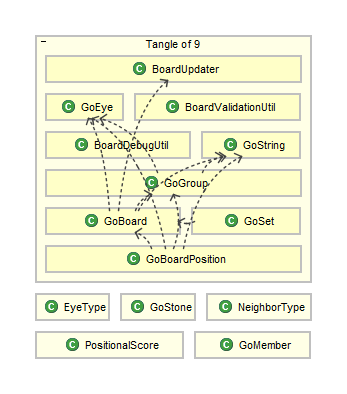 Tangle of 9
C BoardUpdater
C GoEye C BoardValidationUtil
C BoardDebugUtil C GoString
C GoGroup
C GoBoard C GoSet
C GoBoardPosition
C EyeType C GoStone C NeighborType
C PositionalScore C GoMember